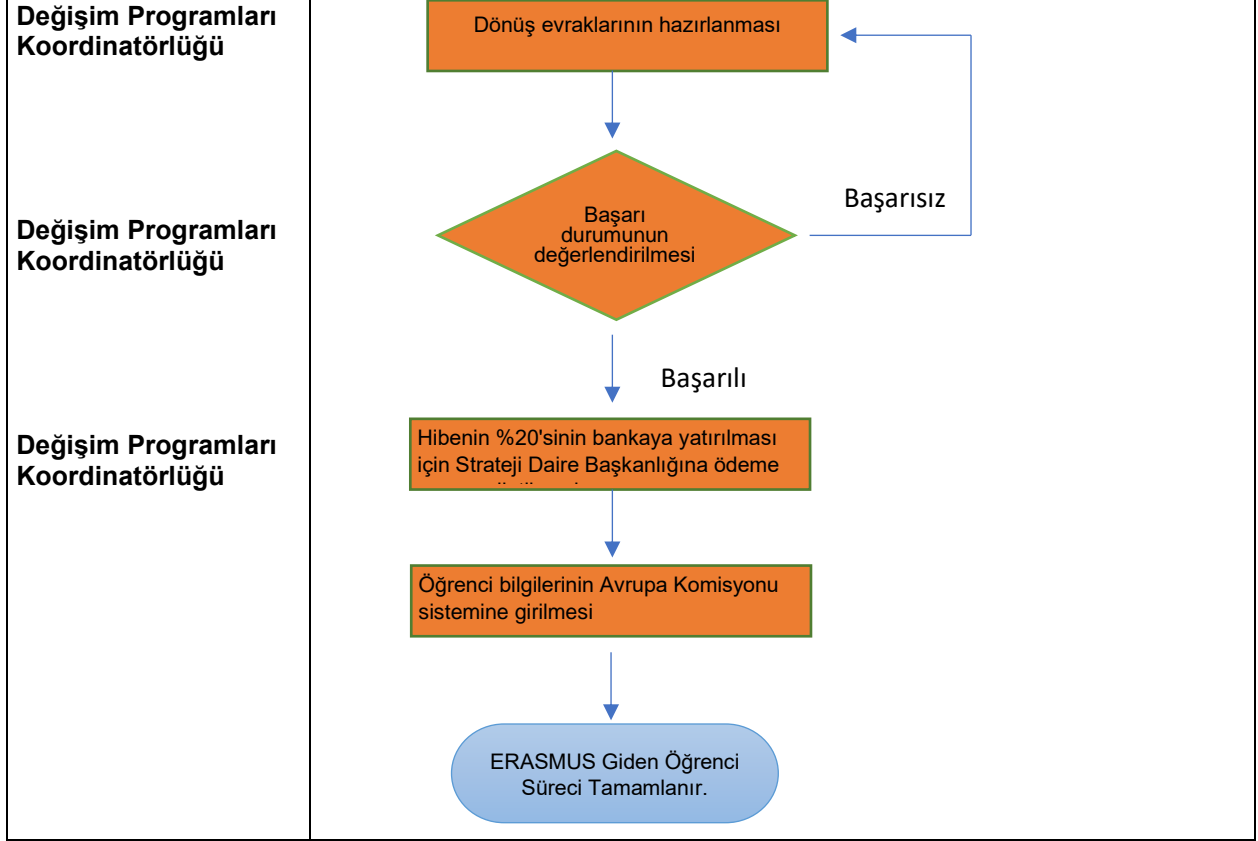 Değişim Programları
Koordinatörlüğü
Dönüş evraklarının hazırlanması
Değişim Programları
Koordinatörlüğü
Başarı
durumunun
değerlendirilmesi
Başarısız
Başarılı
Değişim Programları
Koordinatörlüğü
Hibenin %20'sinin bankaya yatırılması
için Strateji Daire Başkanlığına ödeme
Öğrenci bilgilerinin Avrupa Komisyonu
sistemine girilmesi
ERASMUS Giden Öğrenci
Süreci Tamamlanır.